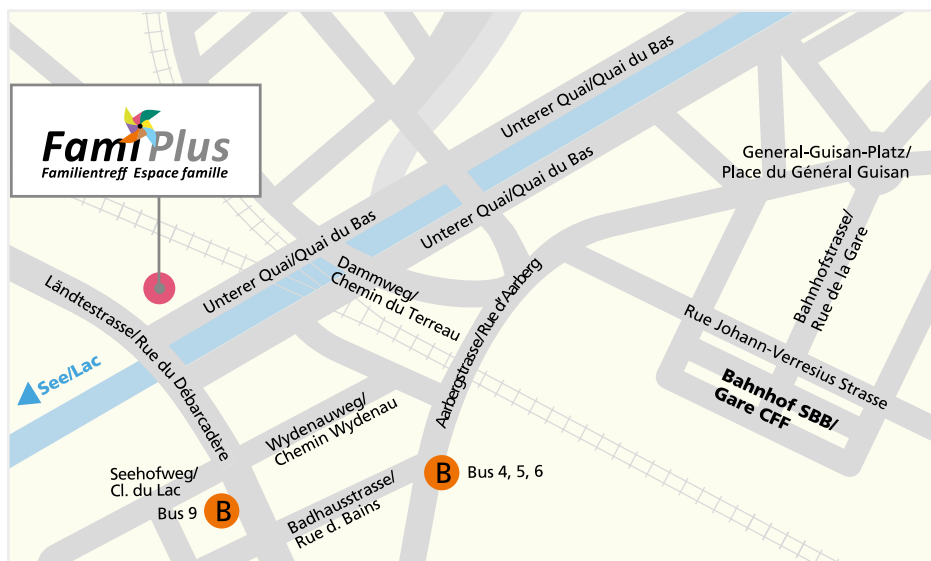 Unterer Quai/Quai du Bas
Fami Plus
Familientreff Espace famille
General-Guisan-Platz/
Place du Général Guisan
Unterer Quai/Quai du Bas
Unterer Quai/Quai du Bas
Bahnhofstrasse/
Rue de la Gare
Dammweg/
Chemin du Terreau
Ländtestrasse/Rue du Débarcadère
Aarbergstrasse/Rue d'Aarberg
Rue Johann-Verresius Strasse
See/Lac
Bahnhof SBB/
Gare CFF
Wydenauweg/
Chemin Wydenau
Seehofweg/
Cl. du Lac
B
Bus 4, 5, 6
Bus 9
B
Badhausstrasse/
Rue d. Bains